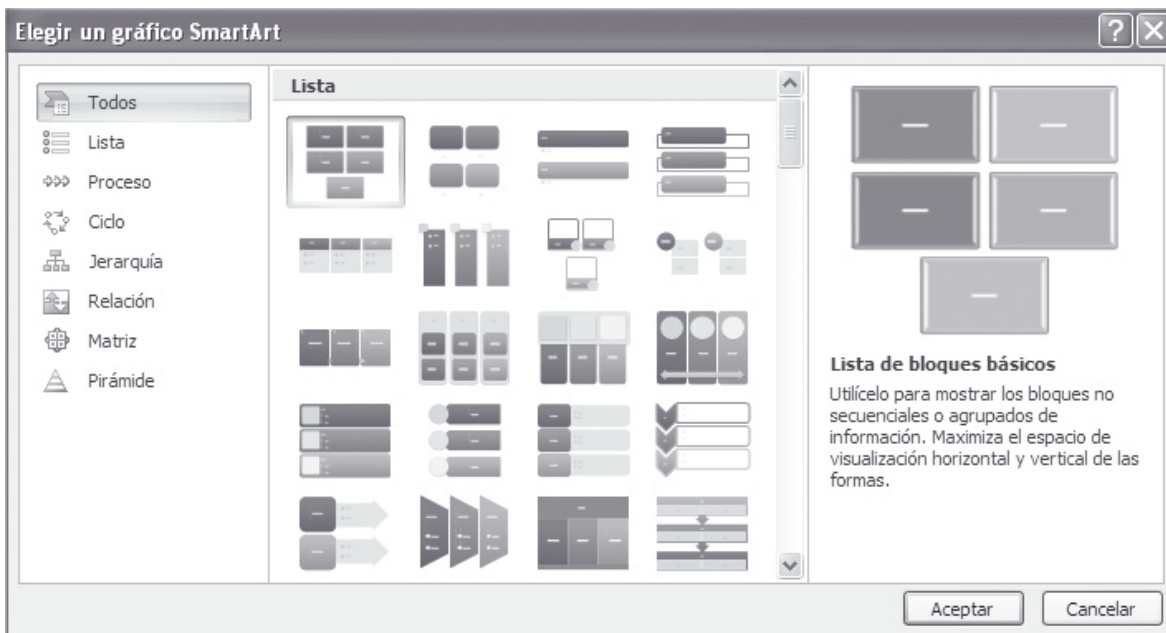 Elegir un gráfico SmartArt
Todos
Lista
Proceso
Ciclo
Jerarquía
Relación
Matriz
Pirámide
Lista
Lista de bloques básicos
Utilícelo para mostrar los bloques no
secuenciales o agrupados de
información. Maximiza el espacio de
visualización horizontal y vertical de las
formas.
Aceptar
Cancelar